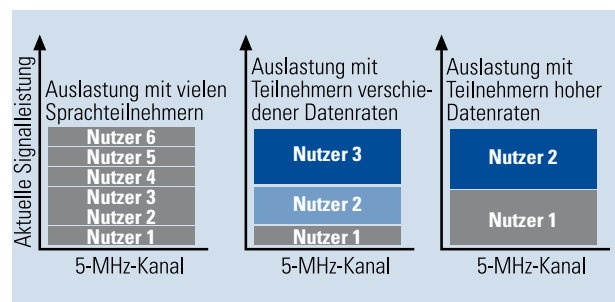 Aktuelle Signalleistung
Auslastung mit vielen
Sprachteilnehmern
Nutzer 6
Nutzer 5
Nutzer 4
Nutzer 3
Nutzer 2
Nutzer 1
5-MHz-Kanal
Auslastung mit
Teilnehmern verschie-
dener Datenraten
Nutzer 3
Nutzer 2
Nutzer 1
5-MHz-Kanal
Auslastung mit
Teilnehmern hoher
Datenraten
Nutzer 2
Nutzer 1
5-MHz-Kanal